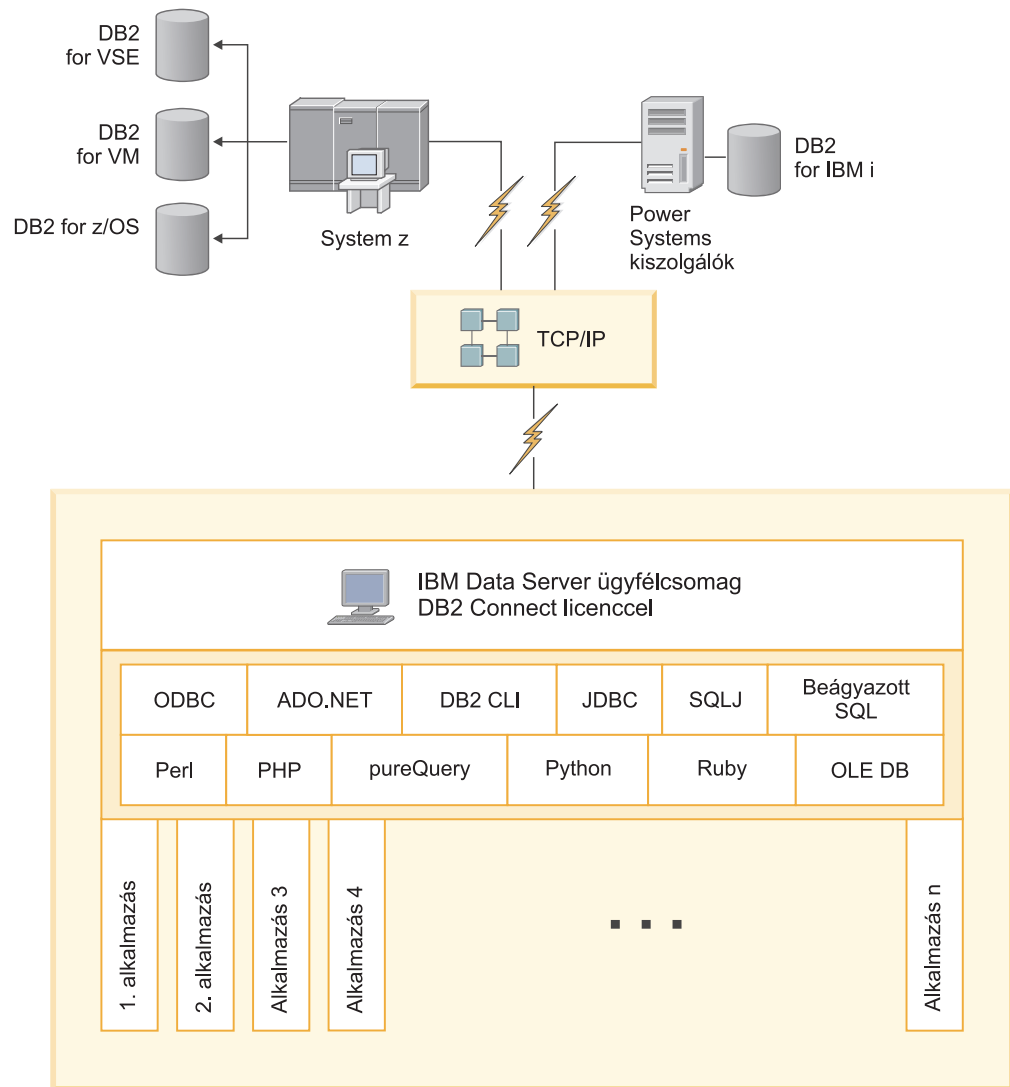 DB2
for VSE
DB2
for VM
DB2 for z/OS
System z
Power
Systems
kiszolgálók
DB2
for IBM i
TCP/IP
IBM Data Server ügyfélcsomag
DB2 Connect licenccel
ODBC
ADO.NET
DB2 CLI
JDBC
SQLJ
Beágyazott
SQL
Perl
PHP
pureQuery
Python
Ruby
OLE DB
1. alkalmazás
2. alkalmazás
Alkalmazás 3
Alkalmazás 4
. . .
Alkalmazás n